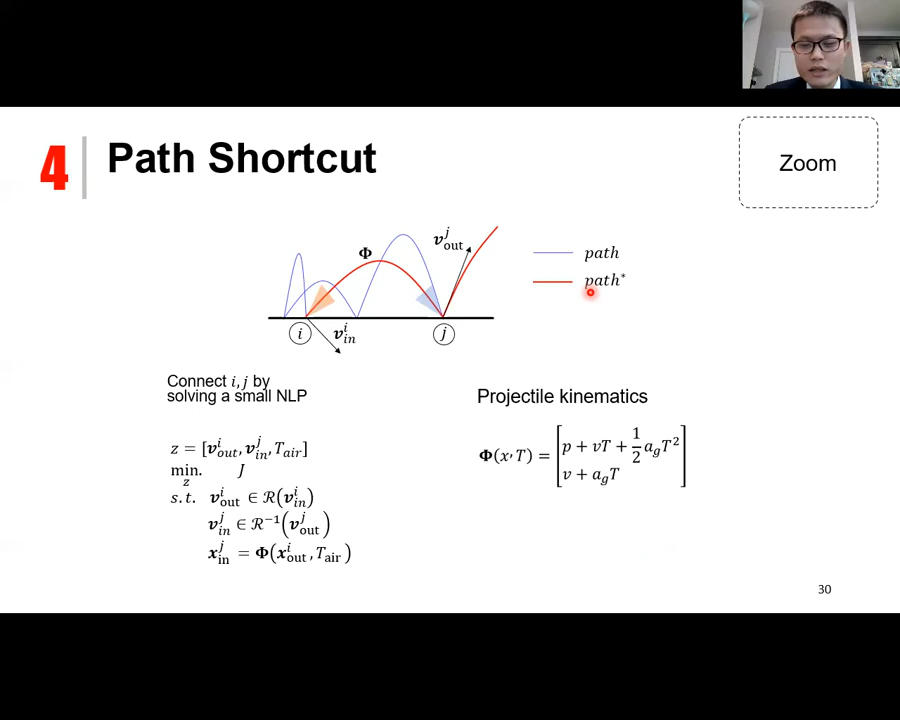 4 Path Shortcut
Zoom
Φ
v^j_out
path
path*
i
v^i_in
j
Connect i, j by
solving a small NLP
Projectile kinematics
z = [v^i_out, v^j_in, T_air]
min. J
z
s.t. v^i_out ∈ ℛ(v^i_in)
v^j_in ∈ ℛ^{-1}(v^j_out)
x^j_in = Φ(x^i_out, T_air)
Φ(x, T) = [p + vT + 1/2 a_g T^2
v + a_g T]
30